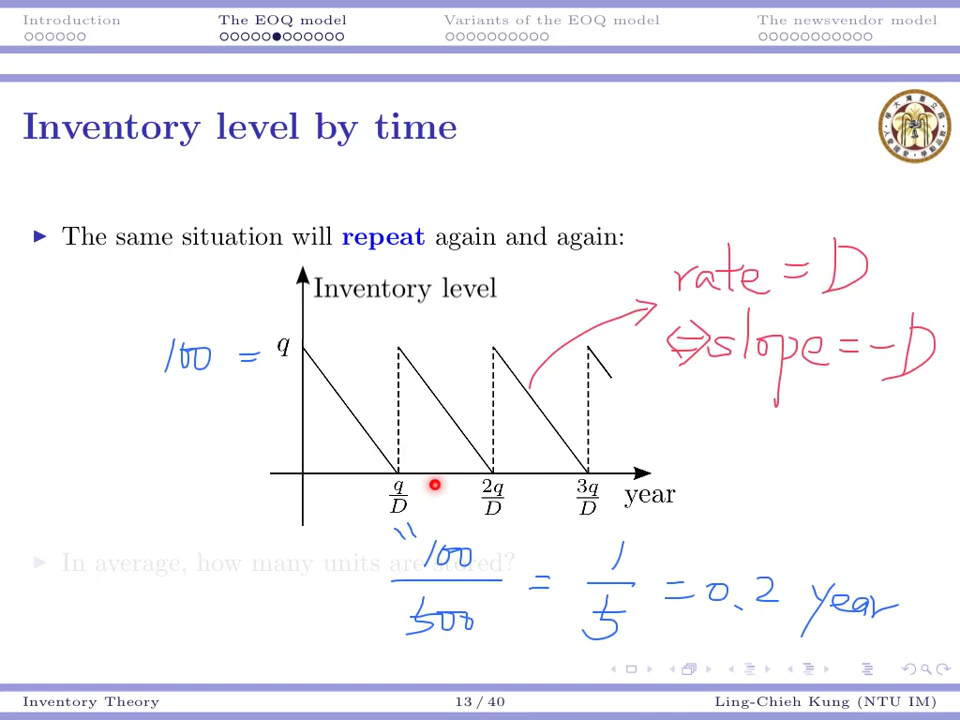 Introduction
The EOQ model
Variants of the EOQ model
The newsvendor model
Inventory level by time
The same situation will repeat again and again:
Inventory level
rate = D
⇔ slope = -D
100 = q
q/D
2q/D
3q/D
year
"
In average, how many units are stored?
100/500 = 1/5 = 0.2 year
Inventory Theory
13 / 40
Ling-Chieh Kung (NTU IM)